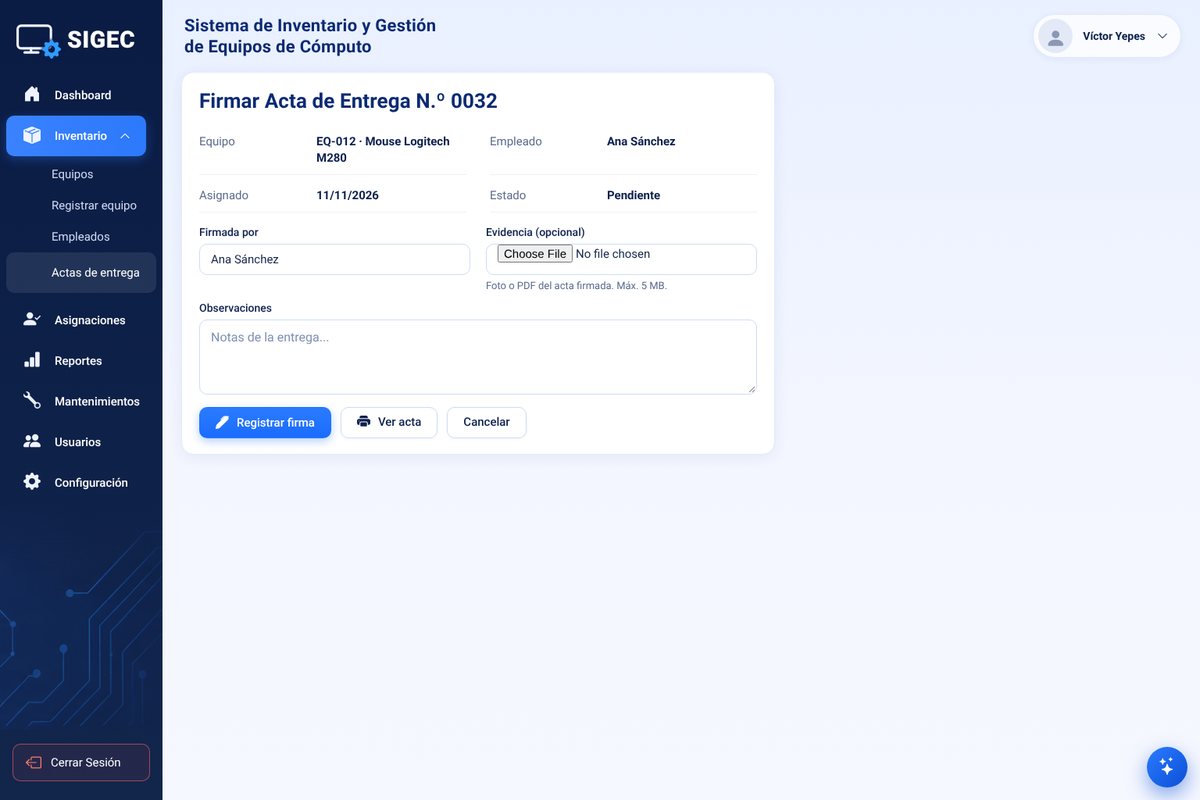 SIGEC
Sistema de Inventario y Gestión
de Equipos de Cómputo
Víctor Yepes
Dashboard
Inventario
Equipos
Registrar equipo
Empleados
Actas de entrega
Asignaciones
Reportes
Mantenimientos
Usuarios
Configuración
Cerrar Sesión
Firmar Acta de Entrega N.º 0032
Equipo
EQ-012 · Mouse Logitech
M280
Empleado
Ana Sánchez
Asignado
11/11/2026
Estado
Pendiente
Firmada por
Ana Sánchez
Evidencia (opcional)
Choose File No file chosen
Foto o PDF del acta firmada. Máx. 5 MB.
Observaciones
Notas de la entrega...
Registrar firma
Ver acta
Cancelar